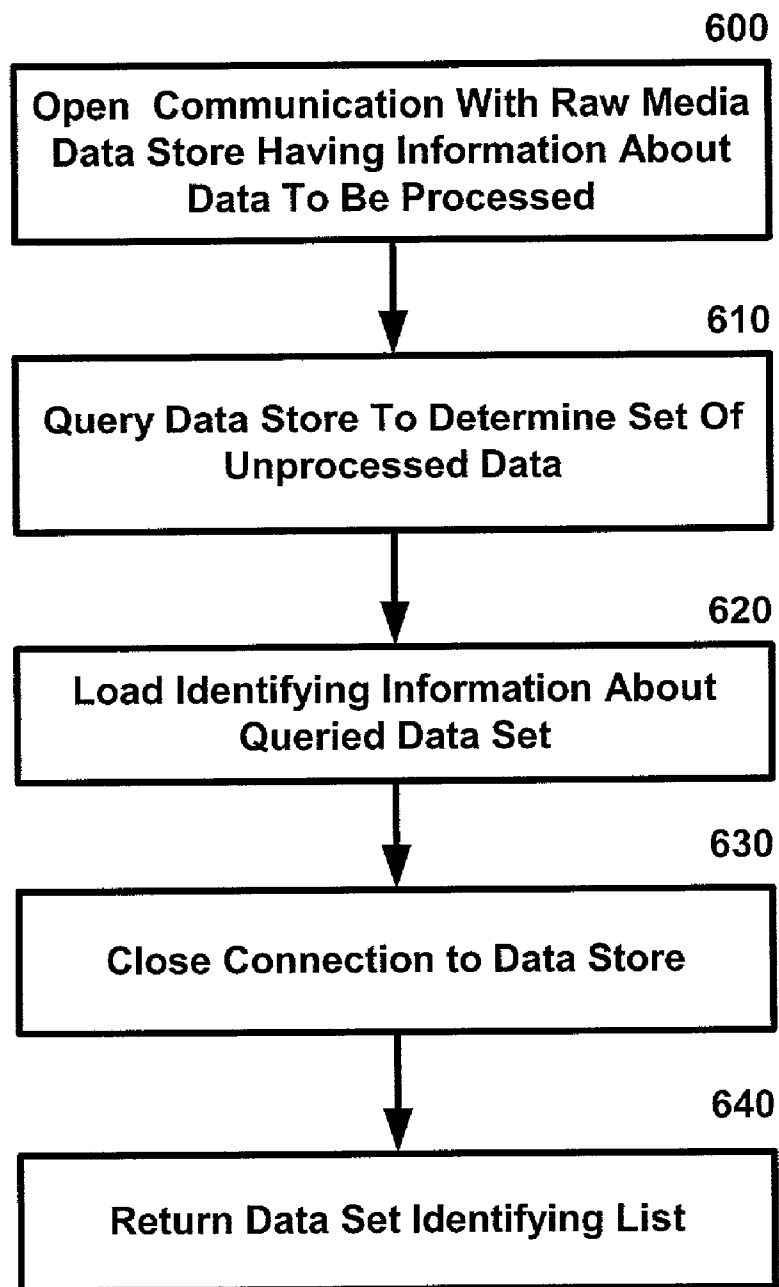 600
Open Communication With Raw Media
Data Store Having Information About
Data To Be Processed
610
Query Data Store To Determine Set Of
Unprocessed Data
620
Load Identifying Information About
Queried Data Set
630
Close Connection to Data Store
640
Return Data Set Identifying List